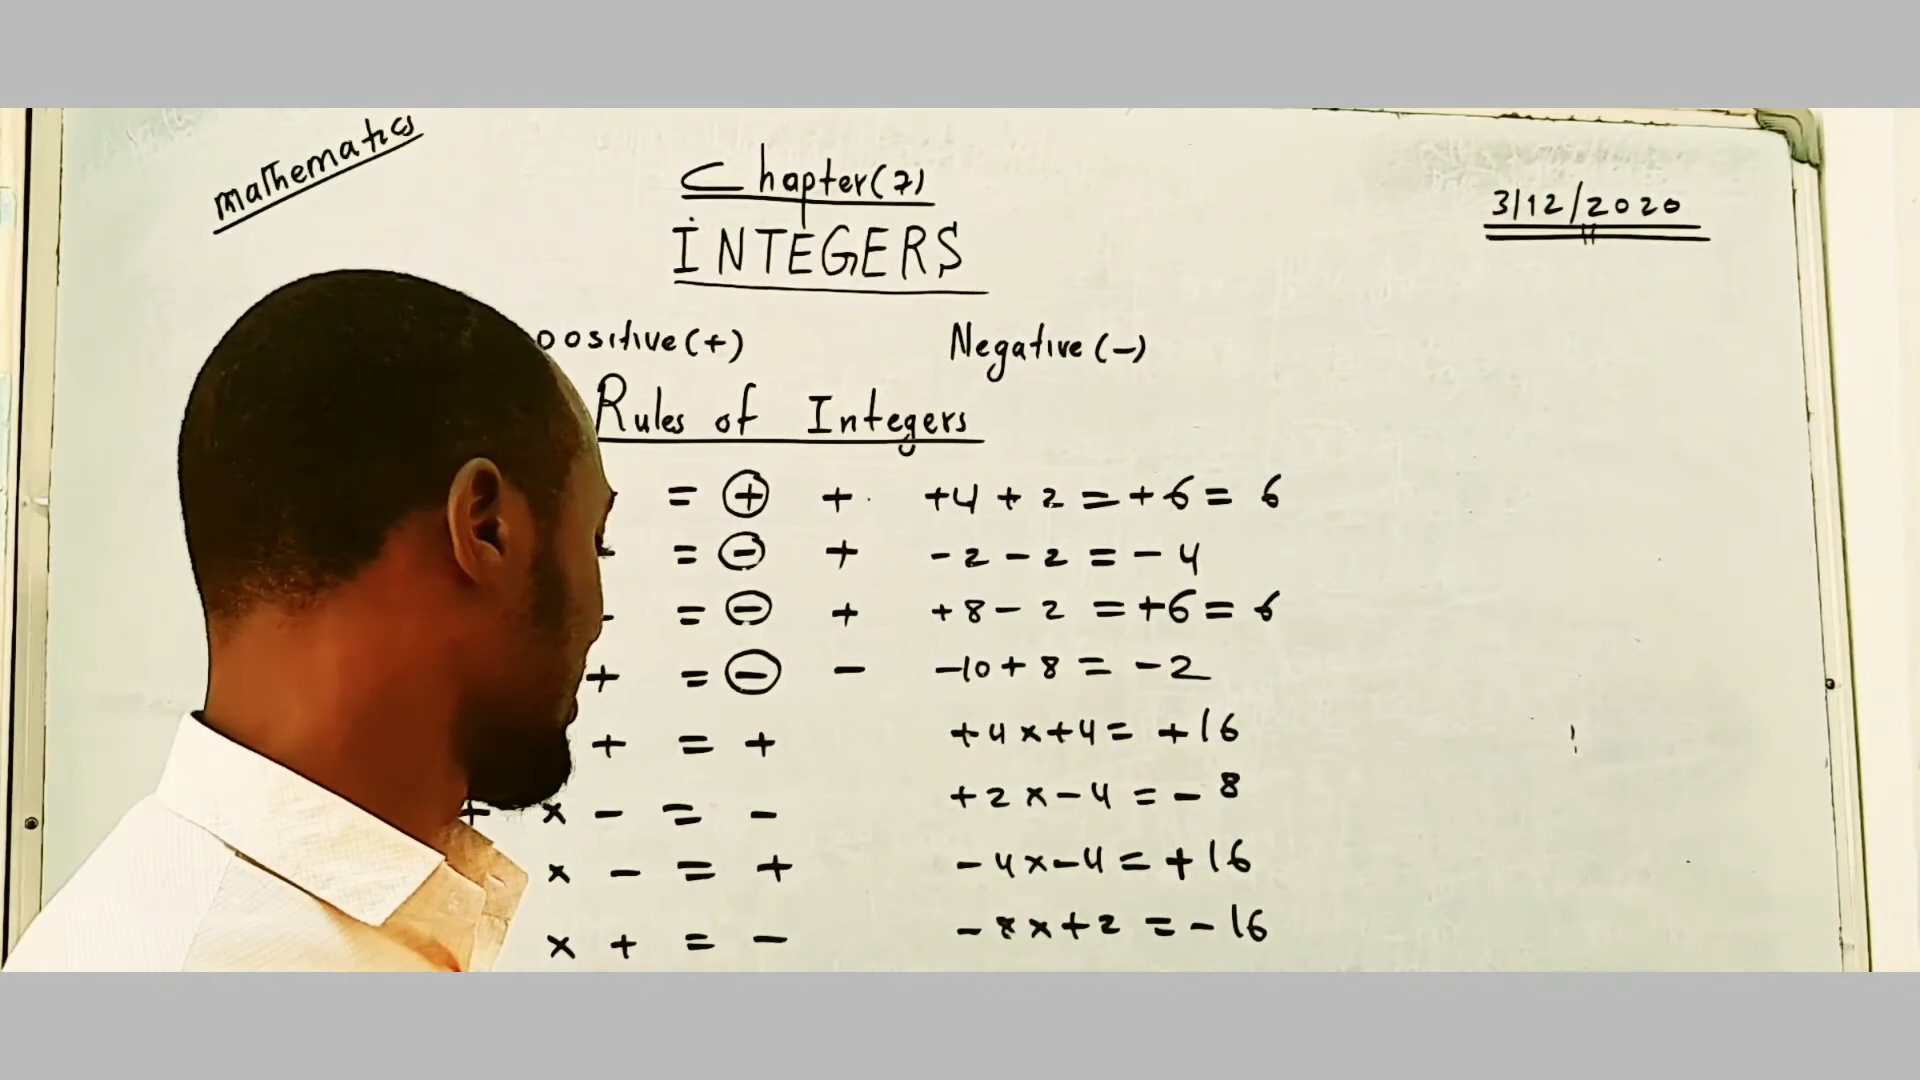 mathematics
Chapter(7)
3/12/2020
INTEGERS
positive(+) Negative(-)
Rules of Integers
= + + +4 + 2 = +6 = 6
= - + -2 - 2 = -4
- = - + +8 - 2 = +6 = 6
+ = - - -10 + 8 = -2
+ = + +4 x +4 = +16
+ x - = - +2 x -4 = -8
x - = + -4 x -4 = +16
x + = - -8 x +2 = -16